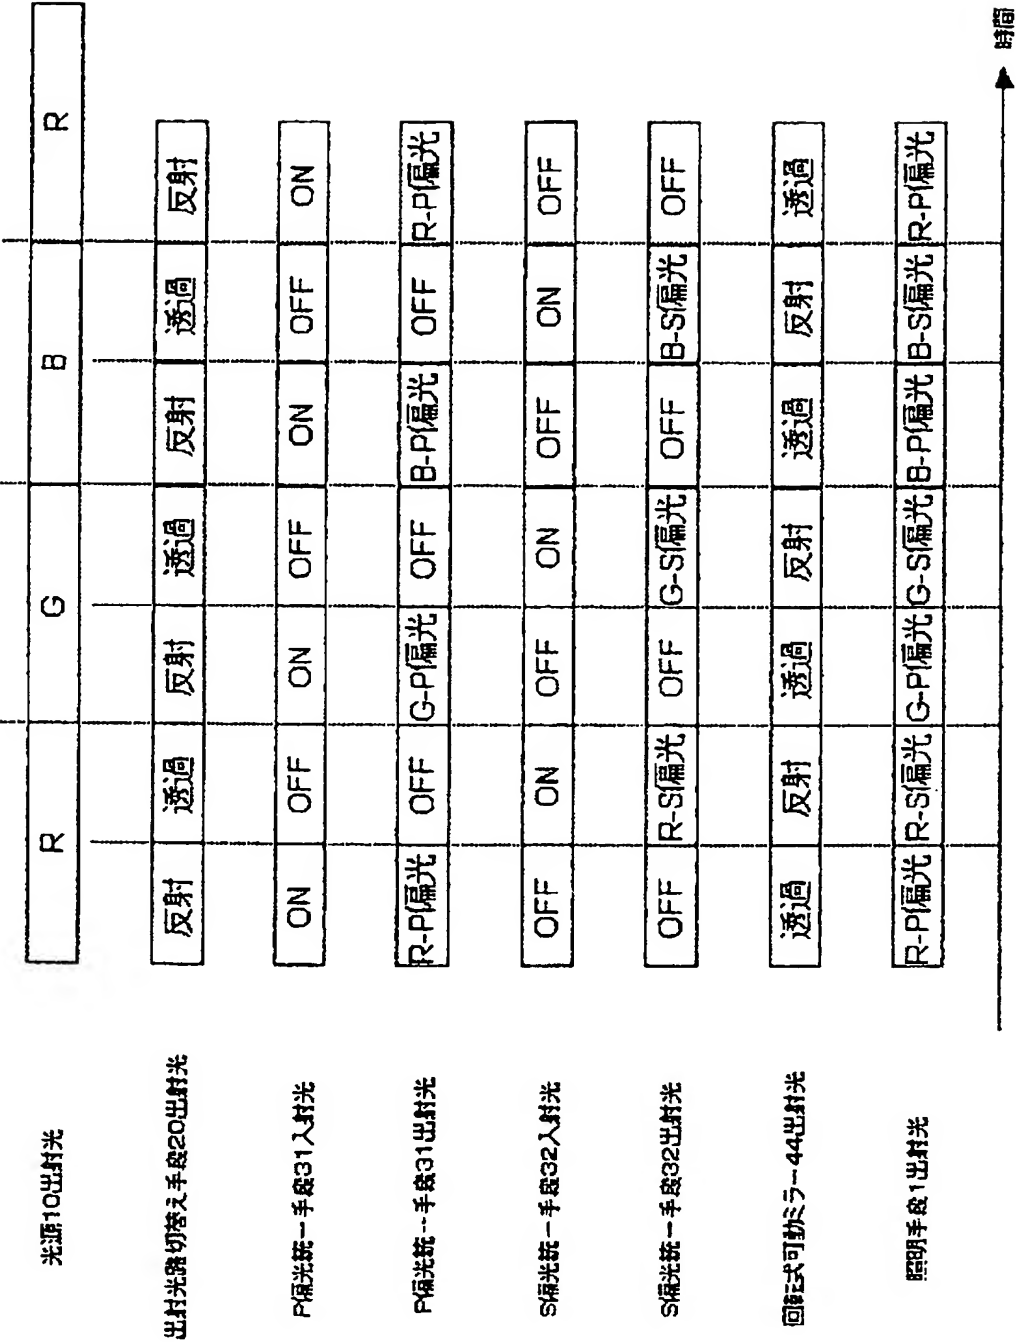 光源10出射光 R G B R
出射光路切替え手段20出射光 反射 透過 反射 透過 反射 透過 反射
P偏光統一手段31入射光 ON OFF ON OFF ON OFF ON
P偏光統一手段31出射光 R-P偏光 OFF G-P偏光 OFF B-P偏光 OFF R-P偏光
S偏光統一手段32入射光 OFF ON OFF ON OFF ON OFF
S偏光統一手段32出射光 OFF R-S偏光 OFF G-S偏光 OFF B-S偏光 OFF
回転式可動ミラー44出射光 透過 反射 透過 反射 透過 反射 透過
照明手段1出射光 R-P偏光 R-S偏光 G-P偏光 G-S偏光 B-P偏光 B-S偏光 R-P偏光
時間